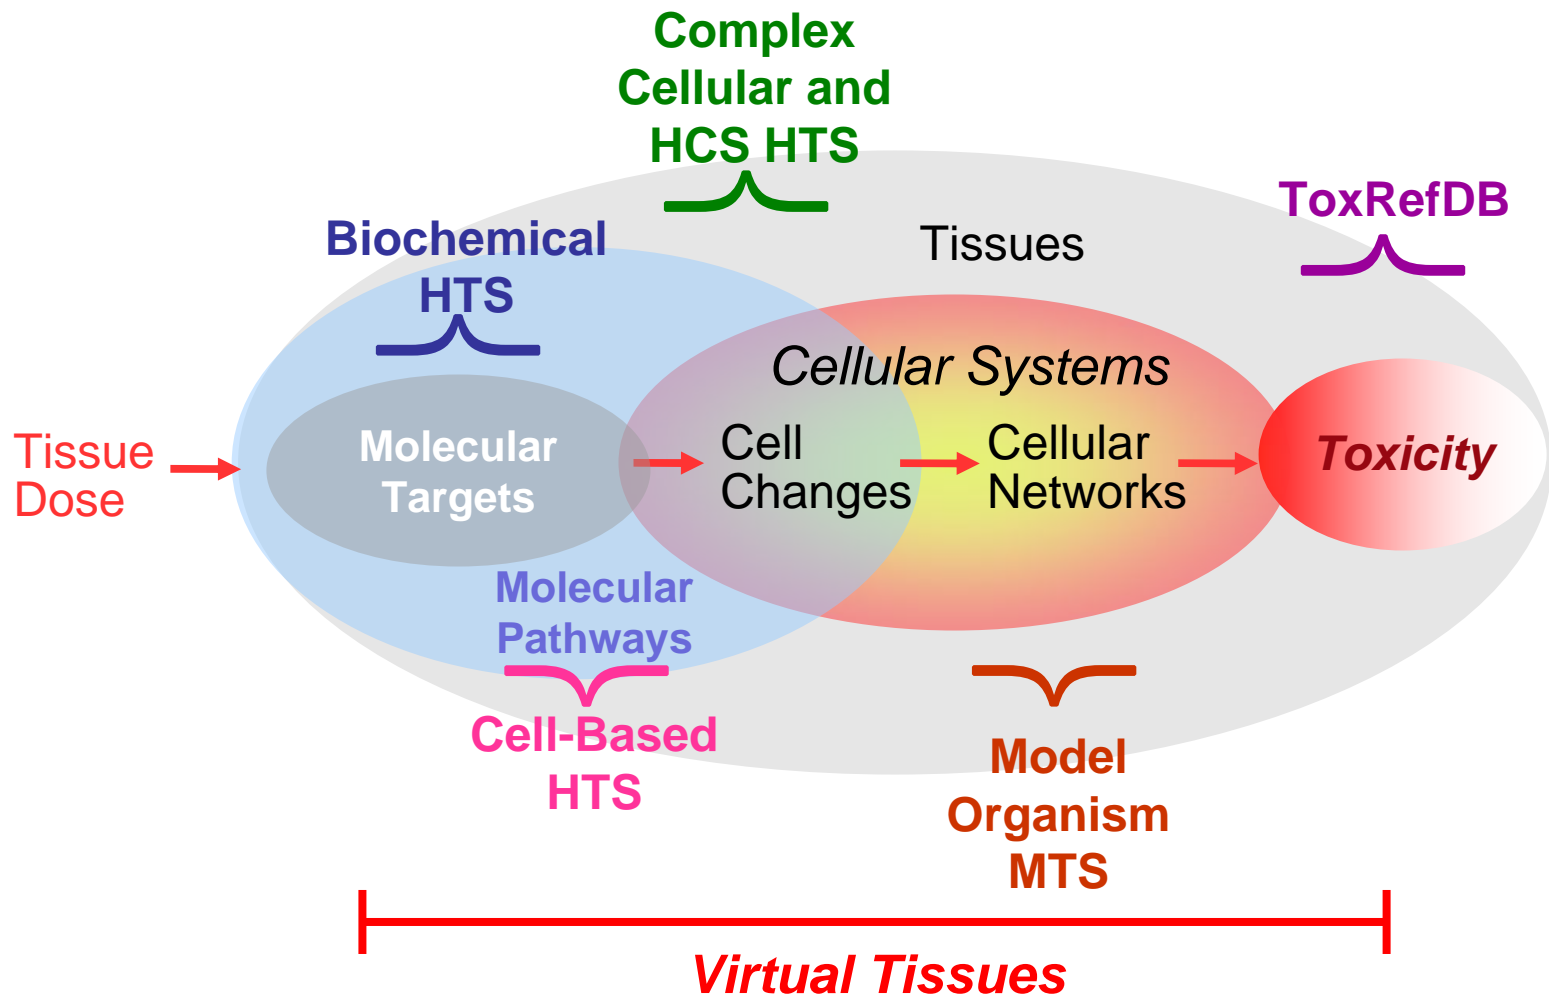 Complex
Cellular and
HCS HTS
ToxRefDB
Biochemical
HTS
Tissues
Cellular Systems
Tissue
Dose
Molecular
Targets
Cell
Changes
Cellular
Networks
Toxicity
Molecular
Pathways
Cell-Based
HTS
Model
Organism
MTS
Virtual Tissues